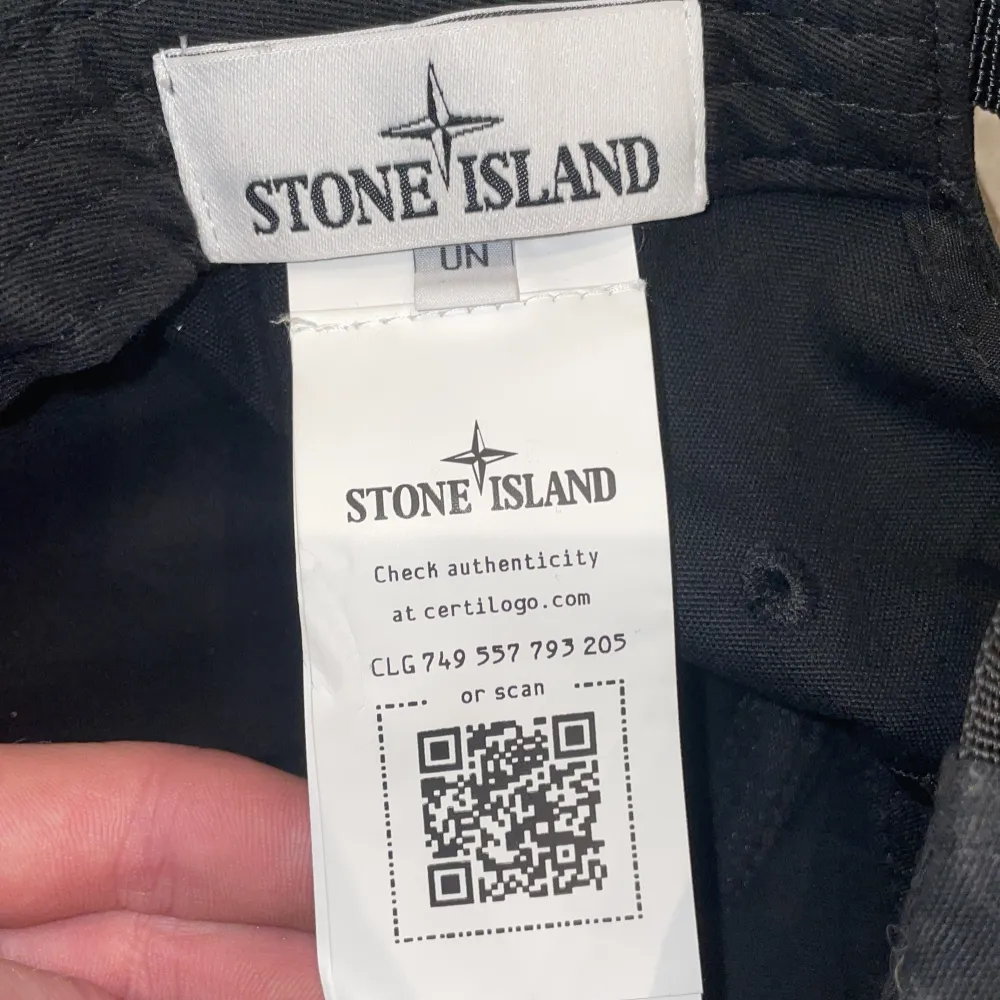 STONE ISLAND
UN
STONE ISLAND
Check authenticity
at certilogo.com
CLG 749 557 793 205
or scan